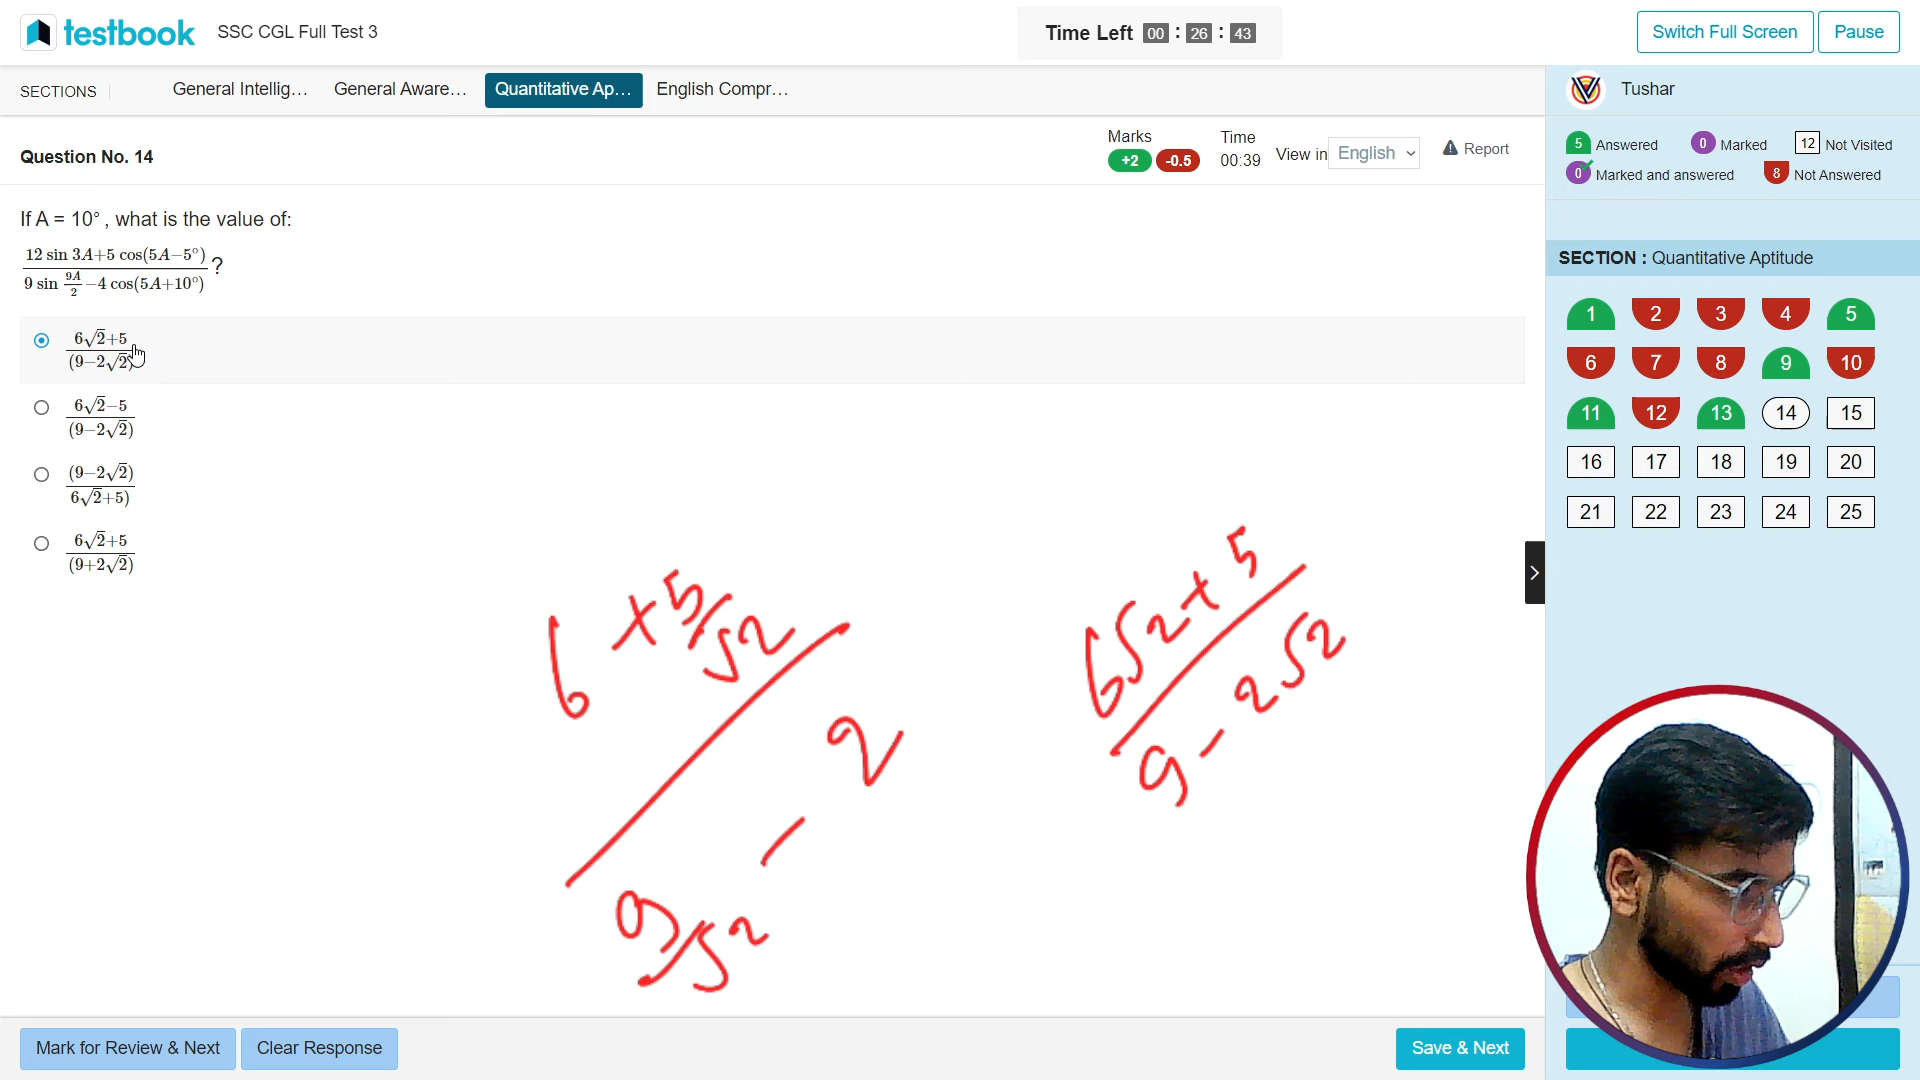 testbook SSC CGL Full Test 3 Time Left 00 : 26 : 43 Switch Full Screen Pause
SECTIONS General Intellig... General Aware... Quantitative Ap... English Compr... Tushar
Question No. 14 Marks +2 -0.5 Time 00:39 View in English Report
5 Answered 0 Marked 12 Not Visited
0 Marked and answered 8 Not Answered
If A = 10°, what is the value of:
12 sin 3A+5 cos(5A−5°)
9 sin 9A/2 −4 cos(5A+10°) ?
6√2+5
(9−2√2)
6√2−5
(9−2√2)
(9−2√2)
6√2+5)
6√2+5
(9+2√2)
SECTION : Quantitative Aptitude
1 2 3 4 5
6 7 8 9 10
11 12 13 14 15
16 17 18 19 20
21 22 23 24 25
6 + 5/√2
9/√2 − 2
6√2 + 5
9 − 2√2
Mark for Review & Next Clear Response Save & Next